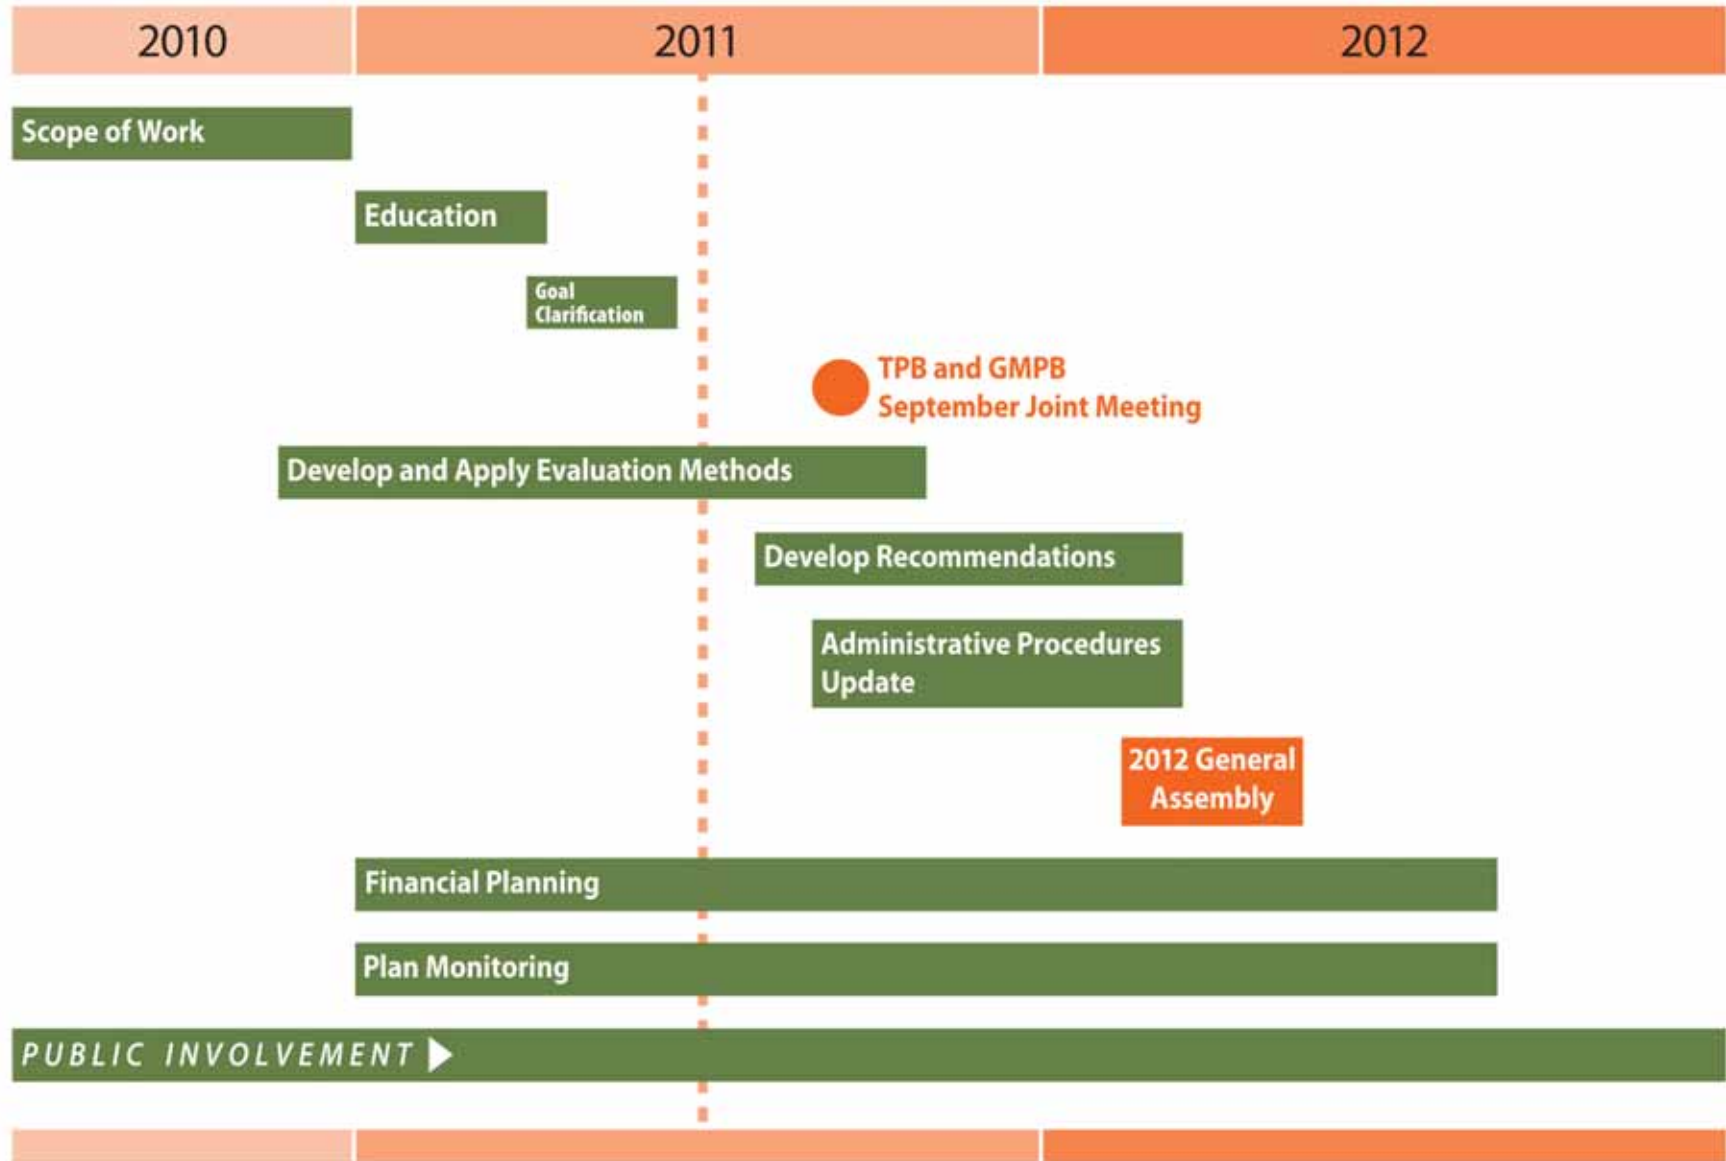 2010 2011 2012
Scope of Work
Education
Goal
Clarification
TPB and GMPB
September Joint Meeting
Develop and Apply Evaluation Methods
Develop Recommendations
Administrative Procedures
Update
2012 General
Assembly
Financial Planning
Plan Monitoring
PUBLIC INVOLVEMENT